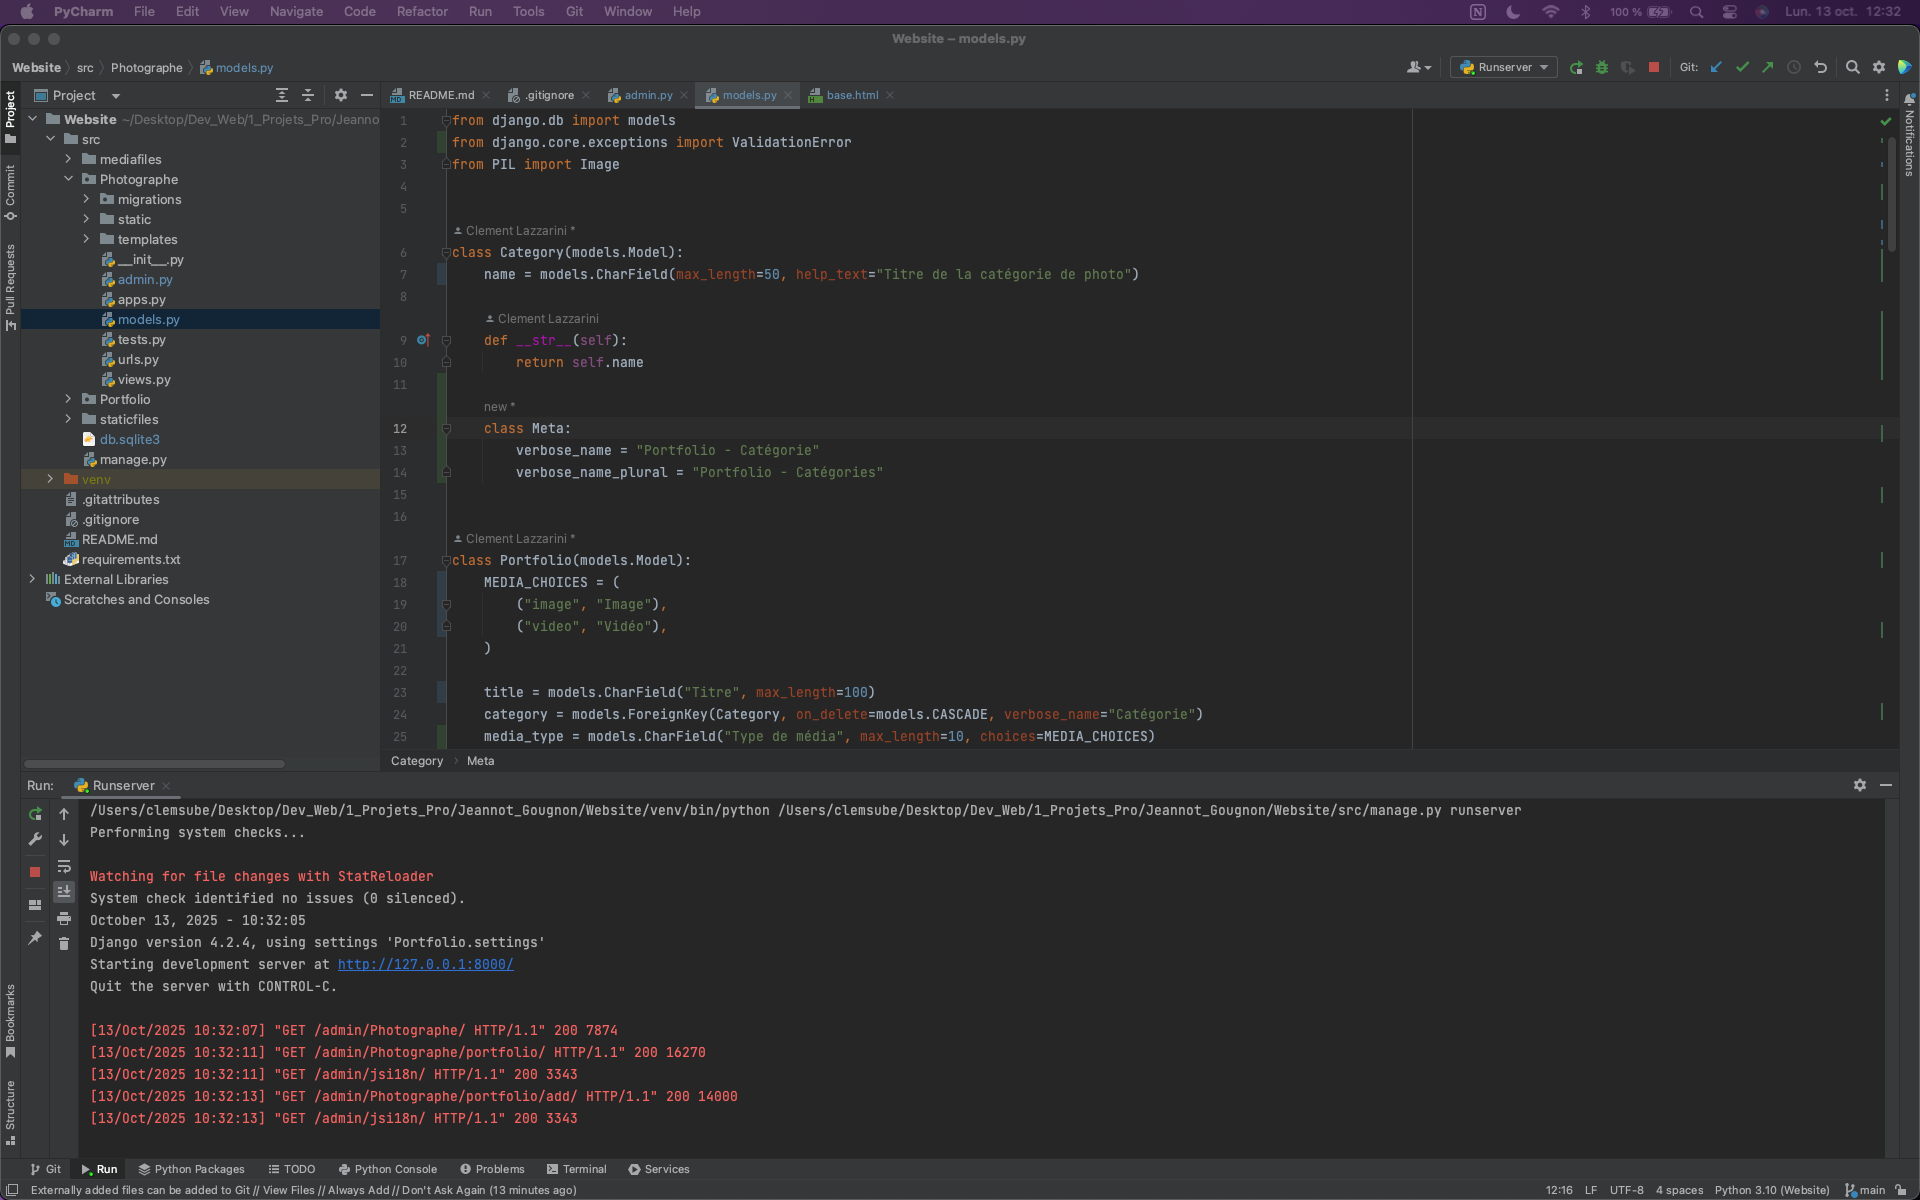 PyCharm File Edit View Navigate Code Refactor Run Tools Git Window Help 100 % Lun. 13 oct. 12:32
Website – models.py
Website src Photographe models.py Runserver Git:
Project README.md .gitignore admin.py models.py base.html
Project
Commit
Pull Requests
Bookmarks
Structure
Notifications
Website ~/Desktop/Dev_Web/1_Projets_Pro/Jeanno
src
mediafiles
Photographe
migrations
static
templates
__init__.py
admin.py
apps.py
models.py
tests.py
urls.py
views.py
Portfolio
staticfiles
db.sqlite3
manage.py
venv
.gitattributes
.gitignore
README.md
requirements.txt
External Libraries
Scratches and Consoles
1 from django.db import models
2 from django.core.exceptions import ValidationError
3 from PIL import Image
4
5
Clement Lazzarini *
6 class Category(models.Model):
7 name = models.CharField(max_length=50, help_text="Titre de la catégorie de photo")
8
Clement Lazzarini
9 def __str__(self):
10 return self.name
11
new *
12 class Meta:
13 verbose_name = "Portfolio - Catégorie"
14 verbose_name_plural = "Portfolio - Catégories"
15
16
Clement Lazzarini *
17 class Portfolio(models.Model):
18 MEDIA_CHOICES = (
19 ("image", "Image"),
20 ("video", "Vidéo"),
21 )
22
23 title = models.CharField("Titre", max_length=100)
24 category = models.ForeignKey(Category, on_delete=models.CASCADE, verbose_name="Catégorie")
25 media_type = models.CharField("Type de média", max_length=10, choices=MEDIA_CHOICES)
Category Meta
Run: Runserver
/Users/clemsube/Desktop/Dev_Web/1_Projets_Pro/Jeannot_Gougnon/Website/venv/bin/python /Users/clemsube/Desktop/Dev_Web/1_Projets_Pro/Jeannot_Gougnon/Website/src/manage.py runserver
Performing system checks...
Watching for file changes with StatReloader
System check identified no issues (0 silenced).
October 13, 2025 - 10:32:05
Django version 4.2.4, using settings 'Portfolio.settings'
Starting development server at http://127.0.0.1:8000/
Quit the server with CONTROL-C.
[13/Oct/2025 10:32:07] "GET /admin/Photographe/ HTTP/1.1" 200 7874
[13/Oct/2025 10:32:11] "GET /admin/Photographe/portfolio/ HTTP/1.1" 200 16270
[13/Oct/2025 10:32:11] "GET /admin/jsi18n/ HTTP/1.1" 200 3343
[13/Oct/2025 10:32:13] "GET /admin/Photographe/portfolio/add/ HTTP/1.1" 200 14000
[13/Oct/2025 10:32:13] "GET /admin/jsi18n/ HTTP/1.1" 200 3343
Git Run Python Packages TODO Python Console Problems Terminal Services
Externally added files can be added to Git // View Files // Always Add // Don't Ask Again (13 minutes ago) 12:16 LF UTF-8 4 spaces Python 3.10 (Website) main